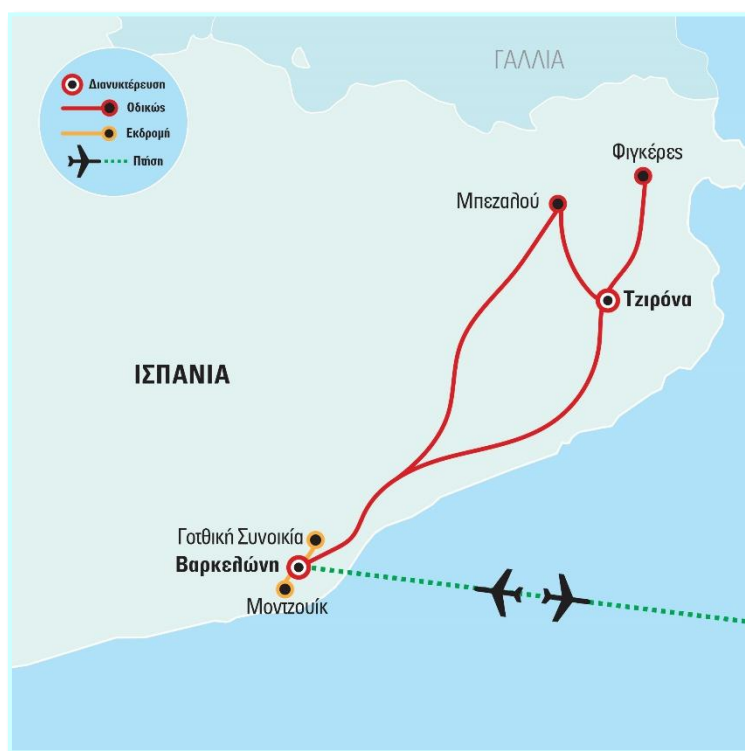 ΓΑΛΛΙΑ
Διανυκτέρευση
Οδικώς
Εκδρομή
Πτήση
Φιγκέρες
Μπεζαλού
Τζιρόνα
ΙΣΠΑΝΙΑ
Γοτθική Συνοικία
Βαρκελώνη
Μοντζουίκ